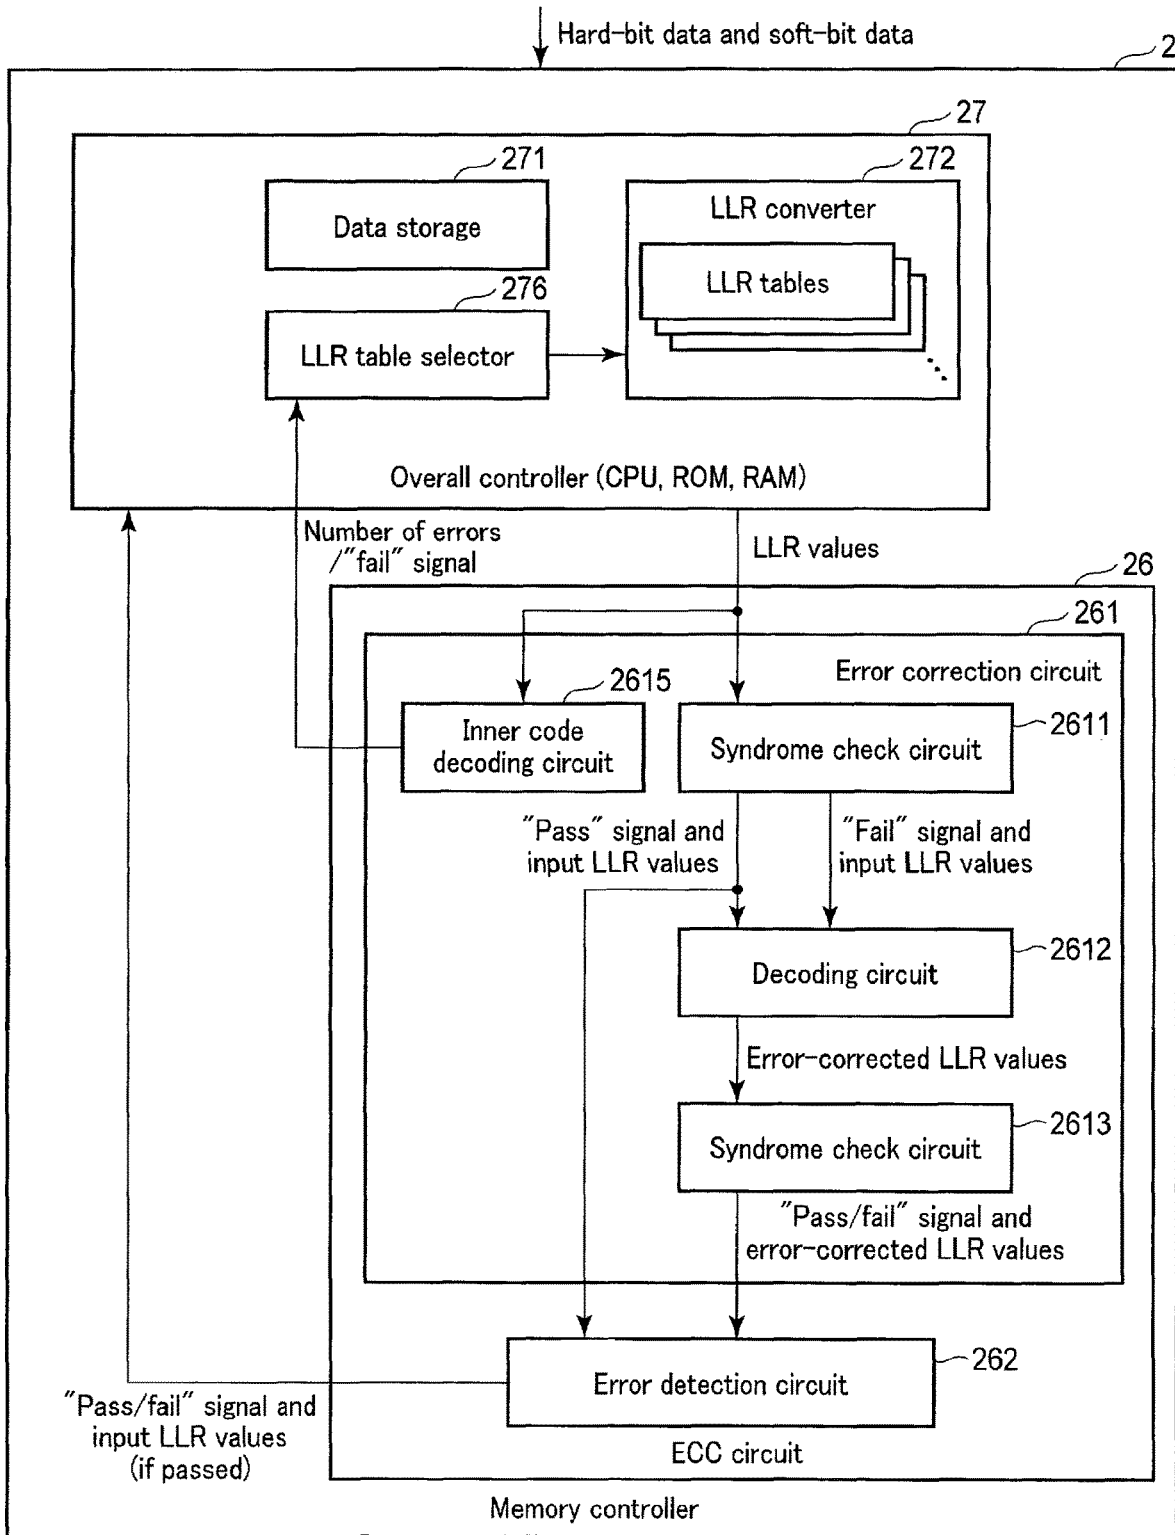 Hard-bit data and soft-bit data
2
27
271
272
Data storage
LLR converter
LLR tables
276
LLR table selector
Overall controller (CPU, ROM, RAM)
Number of errors
/"fail" signal
LLR values
26
261
Error correction circuit
2615
Inner code
decoding circuit
2611
Syndrome check circuit
"Pass" signal and
input LLR values
"Fail" signal and
input LLR values
2612
Decoding circuit
Error-corrected LLR values
2613
Syndrome check circuit
"Pass/fail" signal and
error-corrected LLR values
262
Error detection circuit
"Pass/fail" signal and
input LLR values
(if passed)
ECC circuit
Memory controller